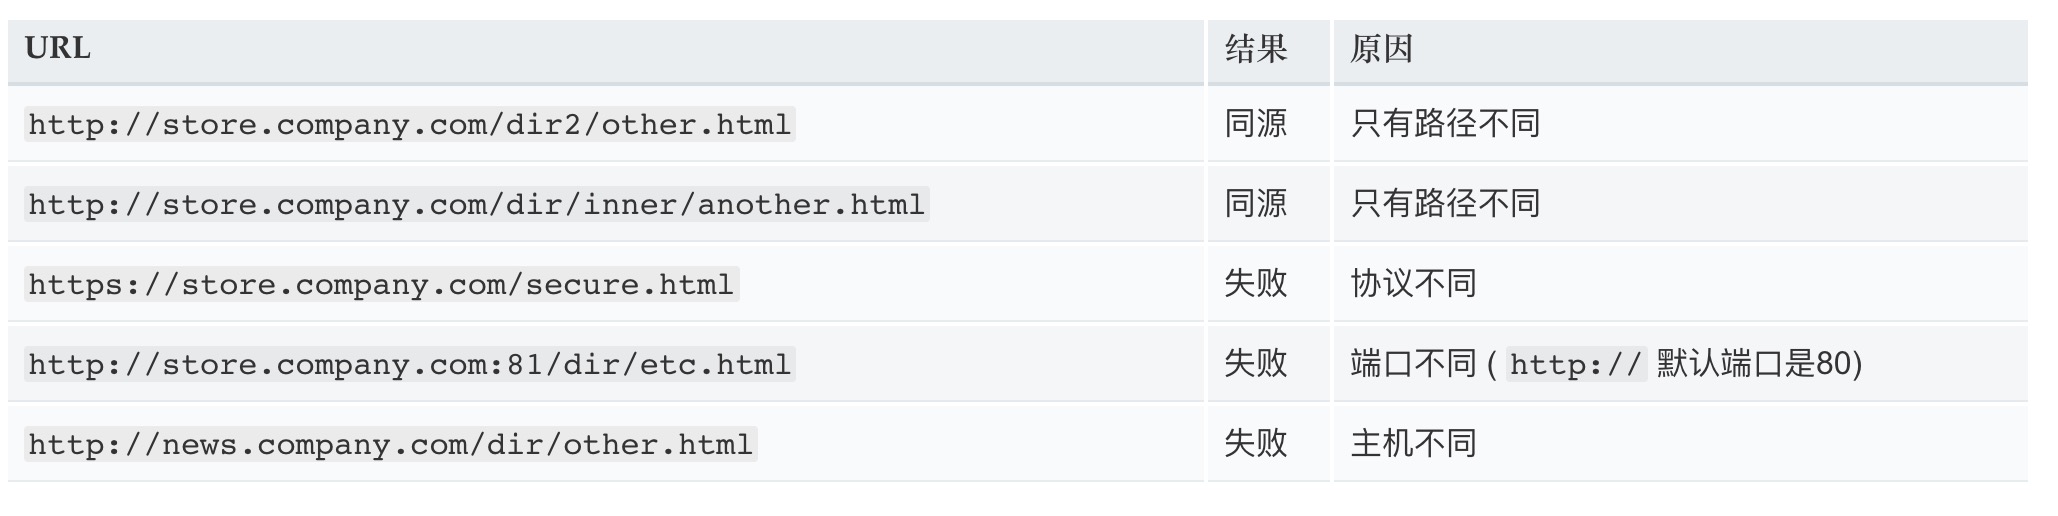 URL 结果 原因
http://store.company.com/dir2/other.html 同源 只有路径不同
http://store.company.com/dir/inner/another.html 同源 只有路径不同
https://store.company.com/secure.html 失败 协议不同
http://store.company.com:81/dir/etc.html 失败 端口不同 ( http:// 默认端口是80)
http://news.company.com/dir/other.html 失败 主机不同